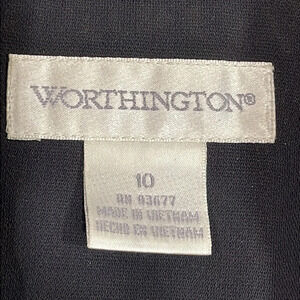 WORTHINGTON®
10
RN 93677
MADE IN VIETNAM
HECHO EN VIETNAM